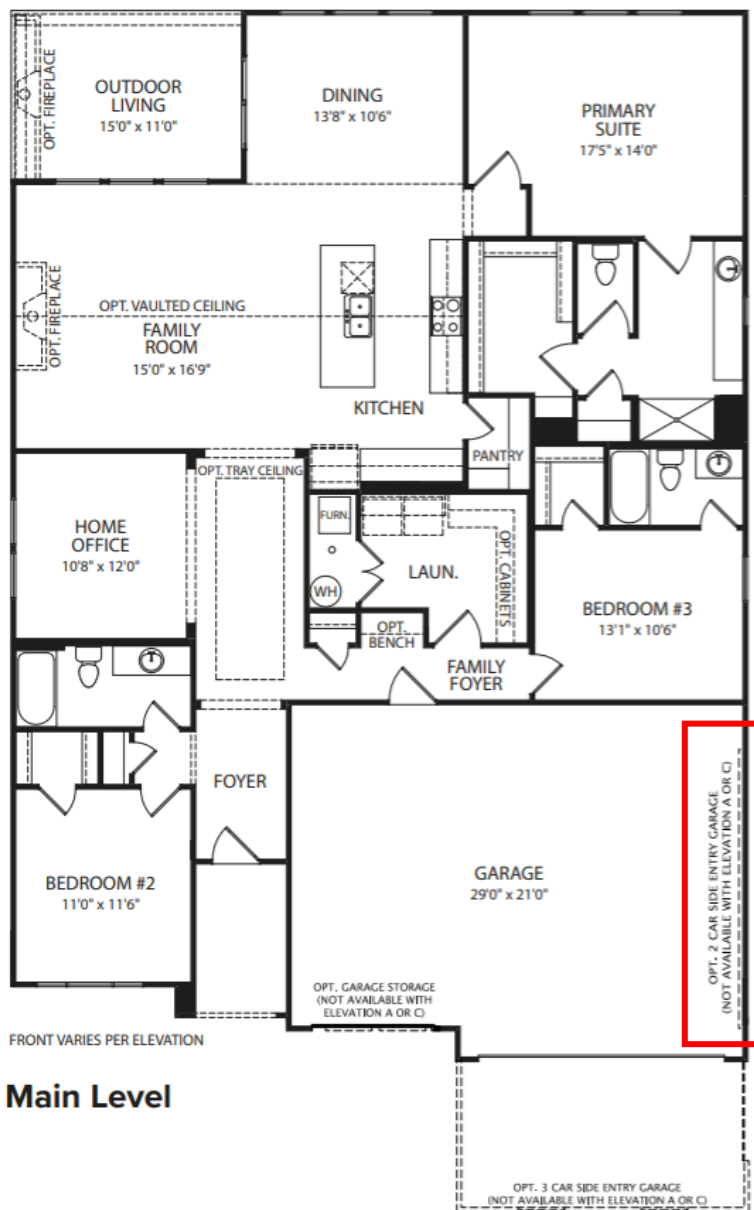 OPT. FIREPLACE
OUTDOOR
LIVING
15'0" x 11'0"
DINING
13'8" x 10'6"
PRIMARY
SUITE
17'5" x 14'0"
OPT. FIREPLACE
OPT. VAULTED CEILING
FAMILY
ROOM
15'0" x 16'9"
KITCHEN
PANTRY
OPT. TRAY CEILING
HOME
OFFICE
10'8" x 12'0"
FURN.
WH
LAUN.
OPT. CABINETS
OPT.
BENCH
FAMILY
FOYER
BEDROOM #3
13'1" x 10'6"
FOYER
BEDROOM #2
11'0" x 11'6"
GARAGE
29'0" x 21'0"
OPT. 2 CAR SIDE ENTRY GARAGE
(NOT AVAILABLE WITH ELEVATION A OR C)
OPT. GARAGE STORAGE
(NOT AVAILABLE WITH
ELEVATION A OR C)
FRONT VARIES PER ELEVATION
Main Level
OPT. 3 CAR SIDE ENTRY GARAGE
(NOT AVAILABLE WITH ELEVATION A OR C)